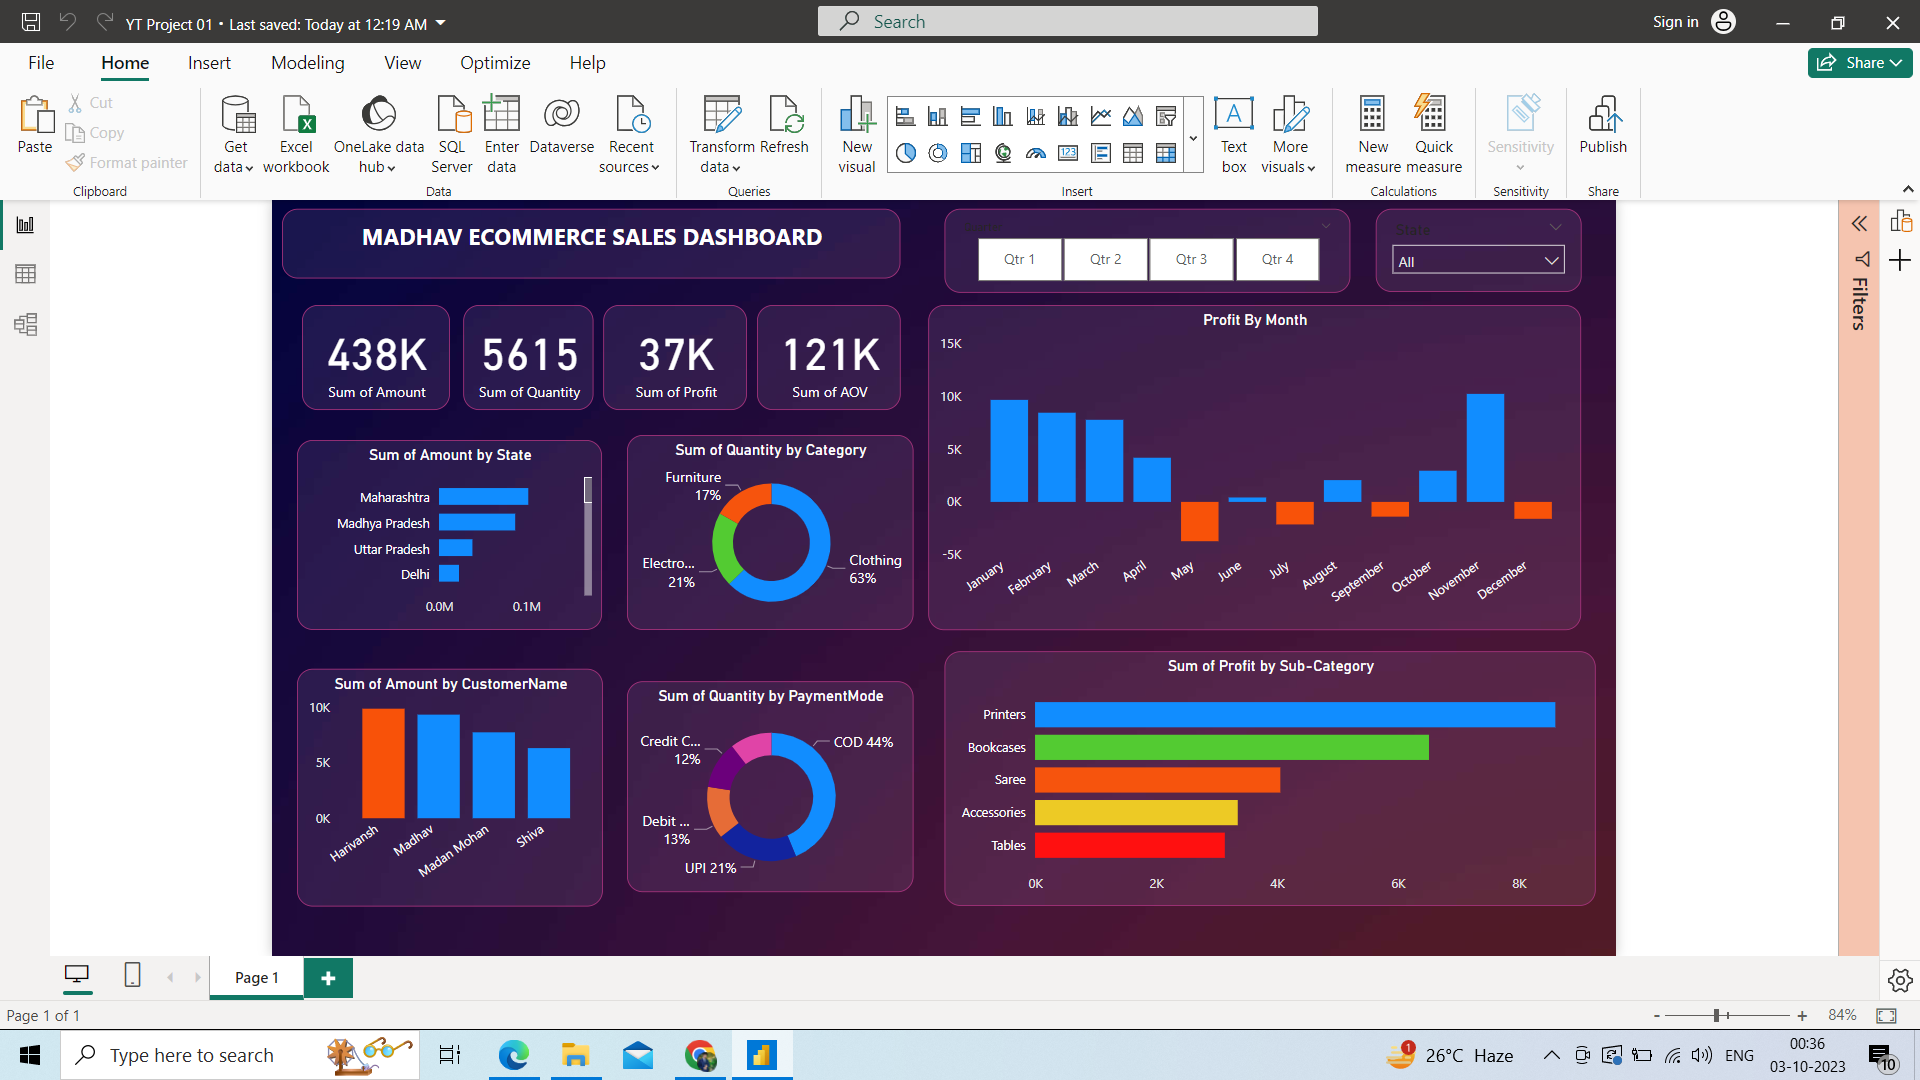 YT Project 01 • Last saved: Today at 12:19 AM
Search
Sign in
File Home Insert Modeling View Optimize Help
Share
Paste
Cut
Copy
Format painter
Clipboard
Get data
Excel workbook
OneLake data hub
SQL Server
Enter data
Dataverse
Recent sources
Data
Transform data
Refresh
Queries
New visual
Text box
More visuals
Insert
New measure
Quick measure
Calculations
Sensitivity
Sensitivity
Publish
Share
MADHAV ECOMMERCE SALES DASHBOARD
Qtr 1
Qtr 2
Qtr 3
Qtr 4
State
All
Filters
438K
Sum of Amount
5615
Sum of Quantity
37K
Sum of Profit
121K
Sum of AOV
Profit By Month
15K
10K
5K
0K
-5K
January
February
March
April
May
June
July
August
September
October
November
December
Sum of Amount by State
Maharashtra
Madhya Pradesh
Uttar Pradesh
Delhi
0.0M
0.1M
Sum of Quantity by Category
Furniture
17%
Electro...
21%
Clothing
63%
Sum of Amount by CustomerName
10K
5K
0K
Harivansh
Madhav
Madan Mohan
Shiva
Sum of Quantity by PaymentMode
Credit C...
12%
COD 44%
Debit ...
13%
UPI 21%
Sum of Profit by Sub-Category
Printers
Bookcases
Saree
Accessories
Tables
0K
2K
4K
6K
8K
Page 1
Page 1 of 1
- + 84%
Type here to search
1
26°C Haze
ENG
00:36
03-10-2023
10